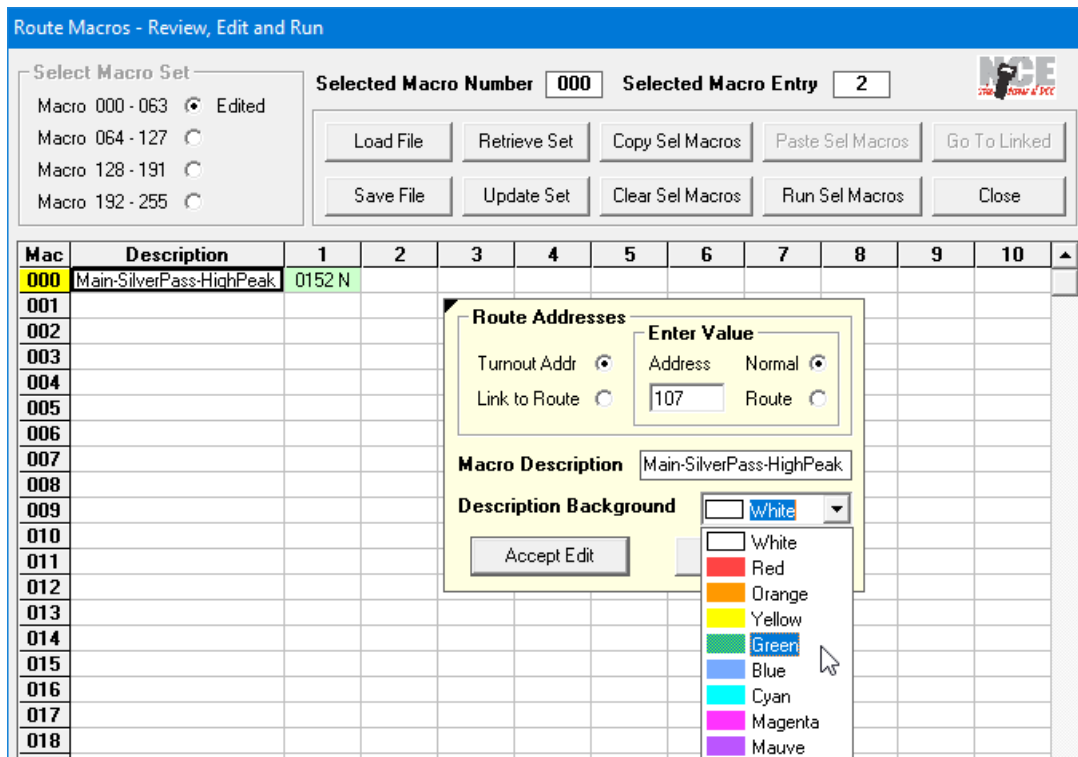 Route Macros - Review, Edit and Run
Select Macro Set
Macro 000 - 063 Edited
Macro 064 - 127
Macro 128 - 191
Macro 192 - 255
Selected Macro Number 000 Selected Macro Entry 2
NCE
Load File Retrieve Set Copy Sel Macros Paste Sel Macros Go To Linked
Save File Update Set Clear Sel Macros Run Sel Macros Close
Mac Description 1 2 3 4 5 6 7 8 9 10
000 Main-SilverPass-HighPeak 0152 N
001
002
003
004
005
006
007
008
009
010
011
012
013
014
015
016
017
018
Route Addresses
Enter Value
Turnout Addr Address Normal
Link to Route 107 Route
Macro Description Main-SilverPass-HighPeak
Description Background White
Accept Edit
White
Red
Orange
Yellow
Green
Blue
Cyan
Magenta
Mauve